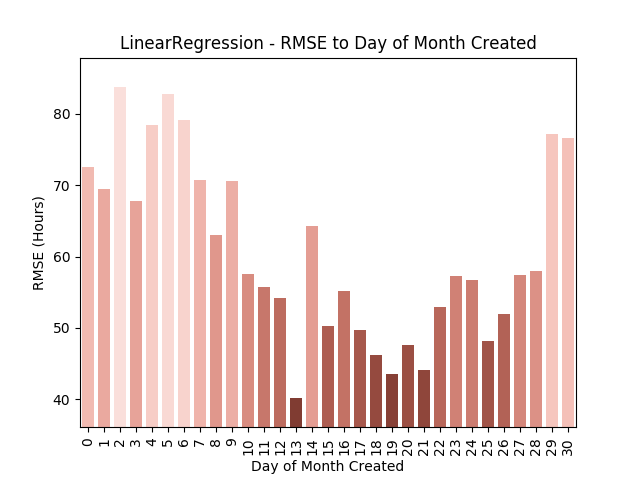 LinearRegression - RMSE to Day of Month Created
80
70
60
50
40
RMSE (Hours)
0 1 2 3 4 5 6 7 8 9 10 11 12 13 14 15 16 17 18 19 20 21 22 23 24 25 26 27 28 29 30
Day of Month Created